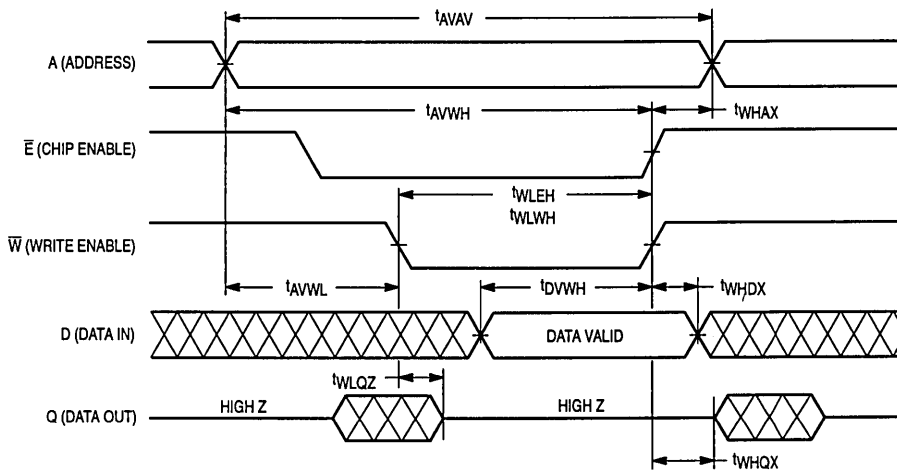 tAVAV
A (ADDRESS)
tAVWH
tWHAX
E (CHIP ENABLE)
tWLEH
tWLWH
W (WRITE ENABLE)
tAVWL
tDVWH
tWHDX
D (DATA IN)
DATA VALID
tWLQZ
Q (DATA OUT)
HIGH Z
HIGH Z
tWHQX